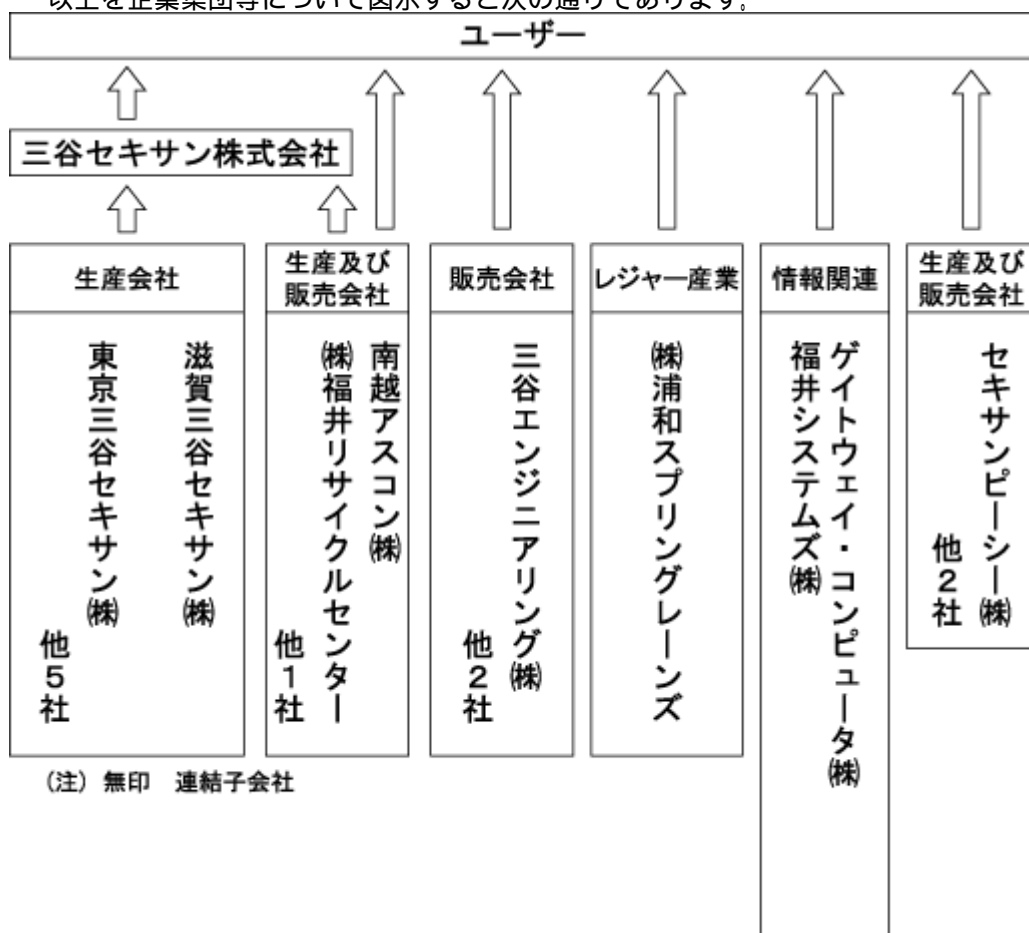 以上を企業集団等について図示すると次の通りであります。
ユーザー
三谷セキサン株式会社
生産会社
滋賀三谷セキサン㈱
東京三谷セキサン㈱
他5社
生産及び
販売会社
南越アスコン㈱
㈱福井リサイクルセンター
他1社
販売会社
三谷エンジニアリング㈱
他2社
レジャー産業
㈱浦和スプリングレーンズ
情報関連
ゲイトウェイ・コンピュータ㈱
福井システムズ㈱
生産及び
販売会社
セキサンピーシー㈱
他2社
(注) 無印 連結子会社